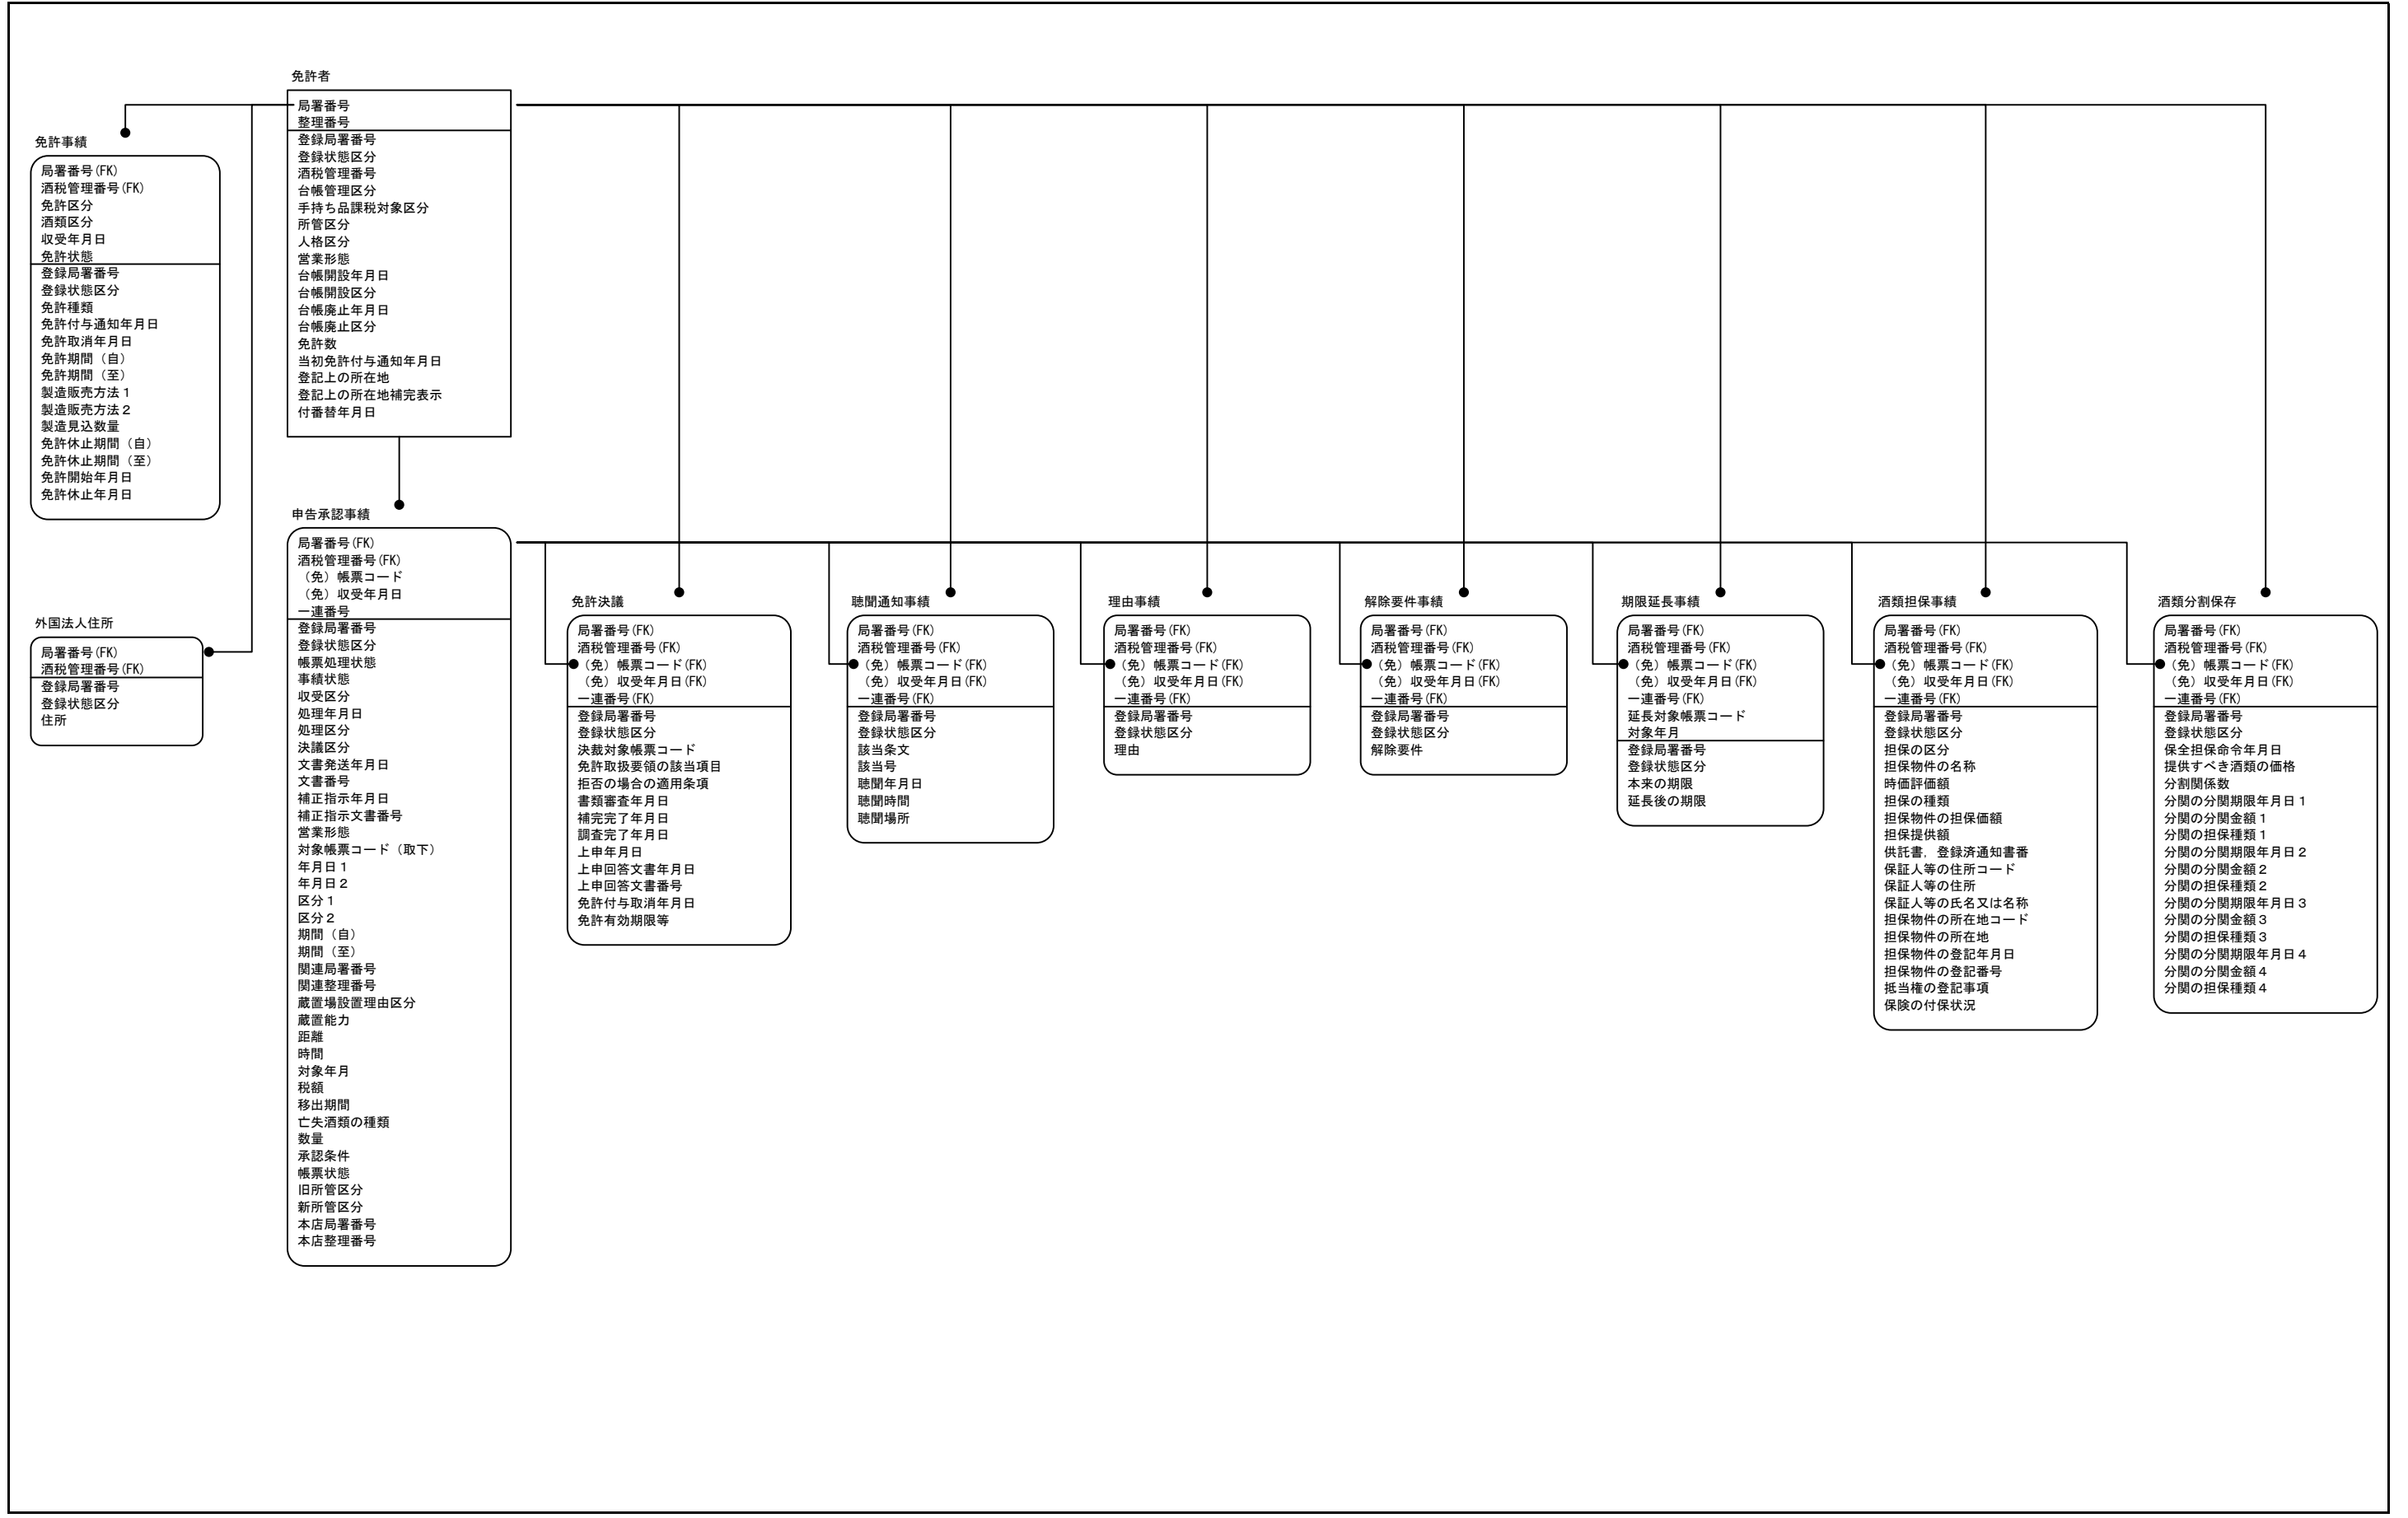 免許者
局署番号
整理番号
登録局署番号
登録状態区分
酒税管理番号
台帳管理区分
手持ち品課税対象区分
所管区分
人格区分
営業形態
台帳開設年月日
台帳開設区分
台帳廃止年月日
台帳廃止区分
免許数
当初免許付与通知年月日
登記上の所在地
登記上の所在地補完表示
付番替年月日
免許事績
局署番号(FK)
酒税管理番号(FK)
免許区分
酒類区分
収受年月日
免許状態
登録局署番号
登録状態区分
免許種類
免許付与通知年月日
免許取消年月日
免許期間（自）
免許期間（至）
製造販売方法１
製造販売方法２
製造見込数量
免許休止期間（自）
免許休止期間（至）
免許開始年月日
免許休止年月日
外国法人住所
局署番号(FK)
酒税管理番号(FK)
登録局署番号
登録状態区分
住所
申告承認事績
局署番号(FK)
酒税管理番号(FK)
（免）帳票コード
（免）収受年月日
一連番号
登録局署番号
登録状態区分
帳票処理状態
事績状態
収受区分
処理年月日
処理区分
決議区分
文書発送年月日
文書番号
補正指示年月日
補正指示文書番号
営業形態
対象帳票コード（取下）
年月日１
年月日２
区分１
区分２
期間（自）
期間（至）
関連局署番号
関連整理番号
蔵置場設置理由区分
蔵置能力
距離
時間
対象年月
税額
移出期間
亡失酒類の種類
数量
承認条件
帳票状態
旧所管区分
新所管区分
本店局署番号
本店整理番号
免許決議
局署番号(FK)
酒税管理番号(FK)
（免）帳票コード(FK)
（免）収受年月日(FK)
一連番号(FK)
登録局署番号
登録状態区分
決裁対象帳票コード
免許取扱要領の該当項目
拒否の場合の適用条項
書類審査年月日
補完完了年月日
調査完了年月日
上申年月日
上申回答文書年月日
上申回答文書番号
免許付与取消年月日
免許有効期限等
聴聞通知事績
局署番号(FK)
酒税管理番号(FK)
（免）帳票コード(FK)
（免）収受年月日(FK)
一連番号(FK)
登録局署番号
登録状態区分
該当条文
該当号
聴聞年月日
聴聞時間
聴聞場所
理由事績
局署番号(FK)
酒税管理番号(FK)
（免）帳票コード(FK)
（免）収受年月日(FK)
一連番号(FK)
登録局署番号
登録状態区分
理由
解除要件事績
局署番号(FK)
酒税管理番号(FK)
（免）帳票コード(FK)
（免）収受年月日(FK)
一連番号(FK)
登録局署番号
登録状態区分
解除要件
期限延長事績
局署番号(FK)
酒税管理番号(FK)
（免）帳票コード(FK)
（免）収受年月日(FK)
一連番号(FK)
延長対象帳票コード
対象年月
登録局署番号
登録状態区分
本来の期限
延長後の期限
酒類担保事績
局署番号(FK)
酒税管理番号(FK)
（免）帳票コード(FK)
（免）収受年月日(FK)
一連番号(FK)
登録局署番号
登録状態区分
担保の区分
担保物件の名称
時価評価額
担保の種類
担保物件の担保価額
担保提供額
供託書．登録済通知書番
保証人等の住所コード
保証人等の住所
保証人等の氏名又は名称
担保物件の所在地コード
担保物件の所在地
担保物件の登記年月日
担保物件の登記番号
抵当権の登記事項
保険の付保状況
酒類分割保存
局署番号(FK)
酒税管理番号(FK)
（免）帳票コード(FK)
（免）収受年月日(FK)
一連番号(FK)
登録局署番号
登録状態区分
保全担保命令年月日
提供すべき酒類の価格
分割関係数
分関の分関期限年月日１
分関の分関金額１
分関の担保種類１
分関の分関期限年月日２
分関の分関金額２
分関の担保種類２
分関の分関期限年月日３
分関の分関金額３
分関の担保種類３
分関の分関期限年月日４
分関の分関金額４
分関の担保種類４